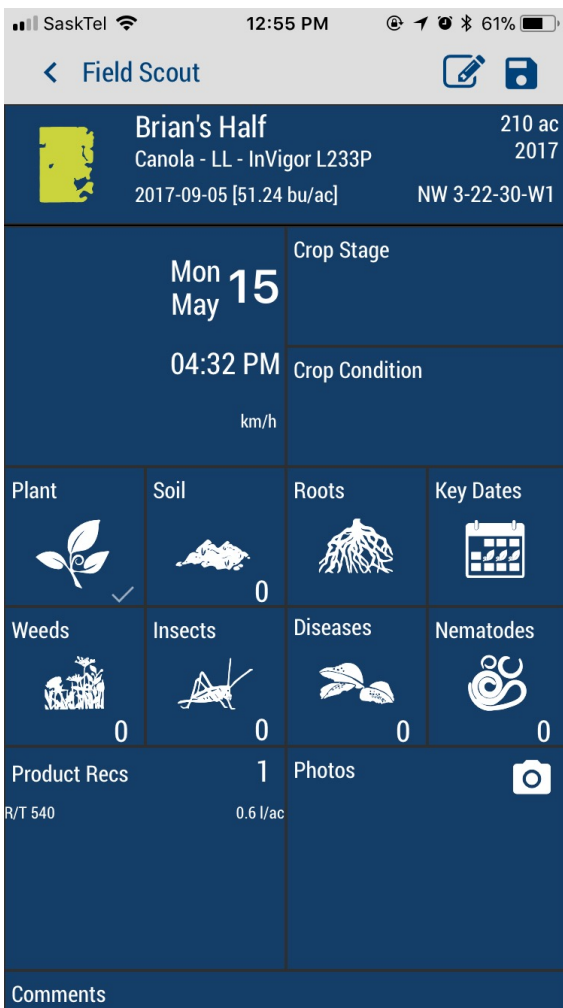 SaskTel 12:55 PM 61%
Field Scout
Brian's Half 210 ac
Canola - LL - InVigor L233P 2017
2017-09-05 [51.24 bu/ac] NW 3-22-30-W1
Mon May 15
04:32 PM
km/h
Crop Stage
Crop Condition
Plant Soil Roots Key Dates
0
Weeds Insects Diseases Nematodes
0 0 0 0
Product Recs 1 Photos
R/T 540 0.6 l/ac
Comments